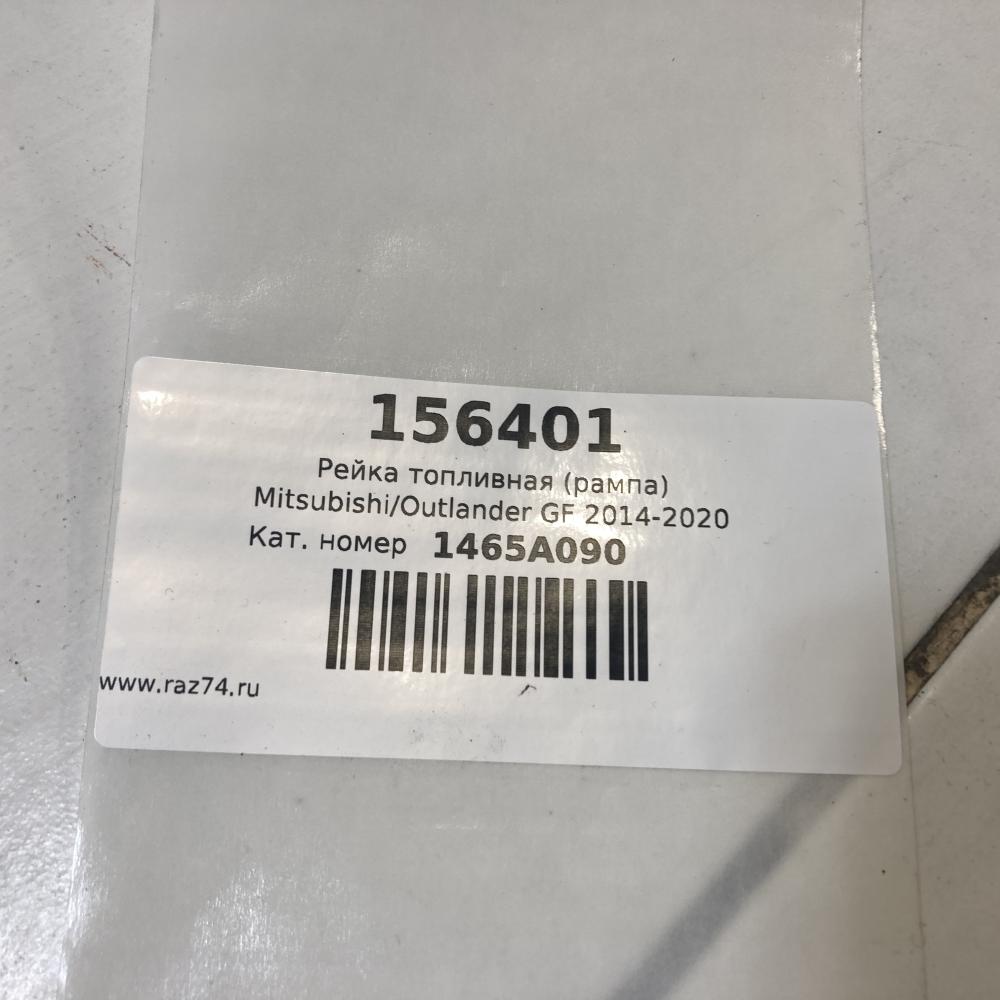 156401
Рейка топливная (рампа)
Mitsubishi/Outlander GF 2014-2020
Кат. номер 1465A090
www.raz74.ru